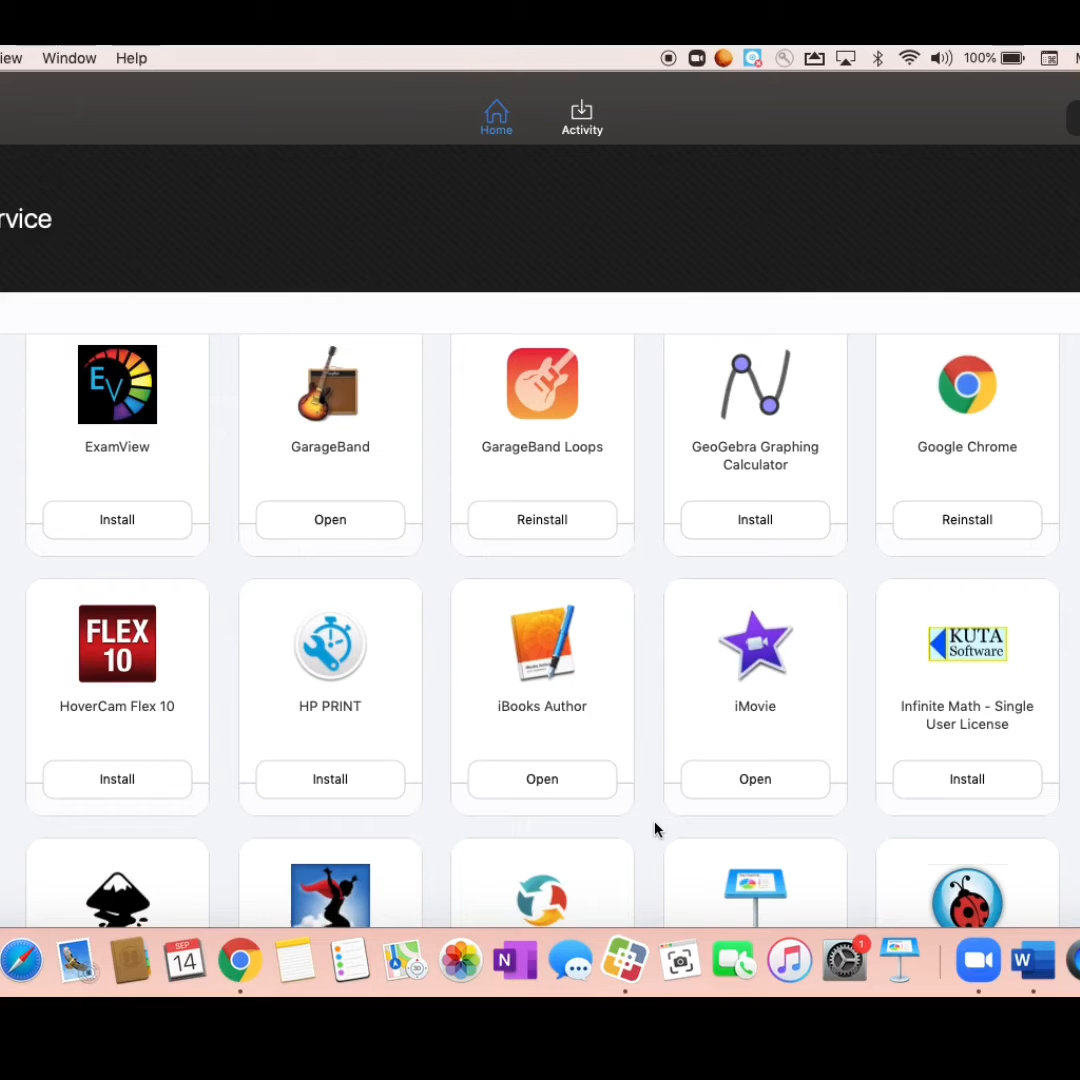 iew Window Help 100%
Home Activity
rvice
EV
ExamView GarageBand GarageBand Loops GeoGebra Graphing Google Chrome
Calculator
Install Open Reinstall Install Reinstall
FLEX KUTA
10 Software
HoverCam Flex 10 HP PRINT iBooks Author iMovie Infinite Math - Single
User License
Install Install Open Open Install
SEP 1
14 N W